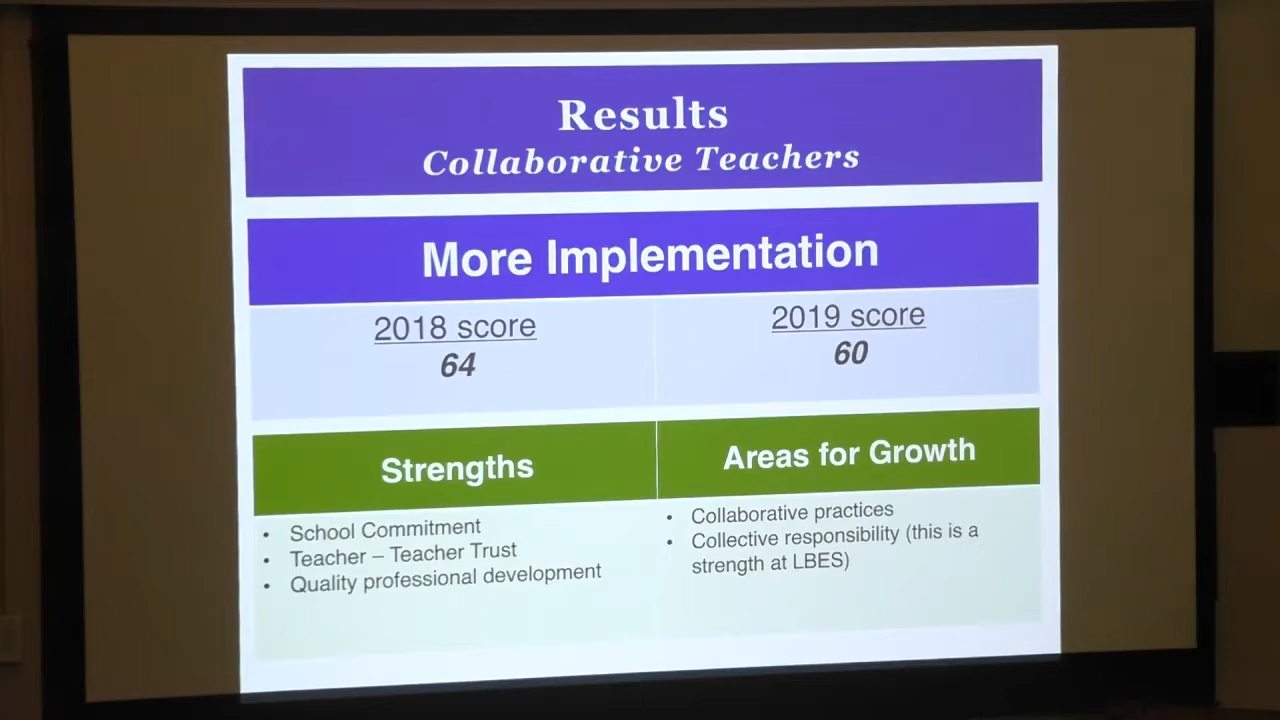 Results
Collaborative Teachers
More Implementation
2018 score
64
2019 score
60
Strengths
Areas for Growth
• School Commitment
• Teacher – Teacher Trust
• Quality professional development
• Collaborative practices
• Collective responsibility (this is a
strength at LBES)